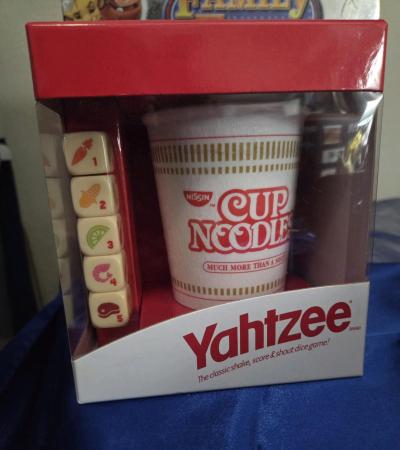 FAMILY
1
2
3
4
5
NISSIN
CUP
NOODLES
MUCH MORE THAN A
Yahtzee
The classic shake, score & shout dice game!